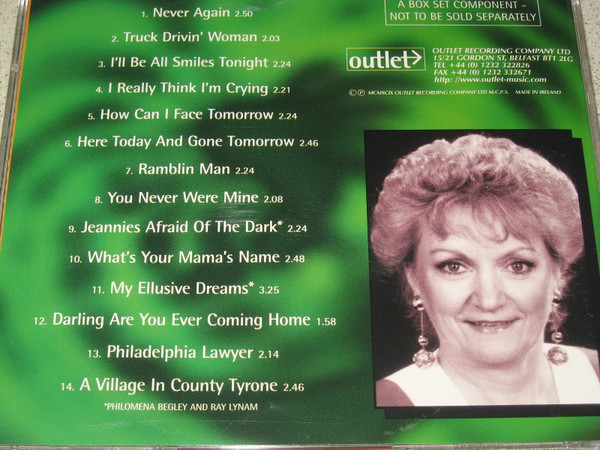 A BOX SET COMPONENT -
NOT TO BE SOLD SEPARATELY
outlet>
OUTLET RECORDING COMPANY LTD
15/21 GORDON ST, BELFAST BT1 2LG
TEL +44 (0) 1232 322826
FAX +44 (0) 1232 332671
http: //www.outlet-music.com
© ℗ MCMXCIX OUTLET RECORDING COMPANY LTD M.C.P.S. MADE IN IRELAND
1. Never Again 2.50
2. Truck Drivin' Woman 2.03
3. I'll Be All Smiles Tonight 2.24
4. I Really Think I'm Crying 2.21
5. How Can I Face Tomorrow 2.24
6. Here Today And Gone Tomorrow 2.46
7. Ramblin Man 2.24
8. You Never Were Mine 2.08
9. Jeannies Afraid Of The Dark* 2.24
10. What's Your Mama's Name 2.48
11. My Ellusive Dreams* 3.25
12. Darling Are You Ever Coming Home 1.58
13. Philadelphia Lawyer 2.14
14. A Village In County Tyrone 2.46
*PHILOMENA BEGLEY AND RAY LYNAM